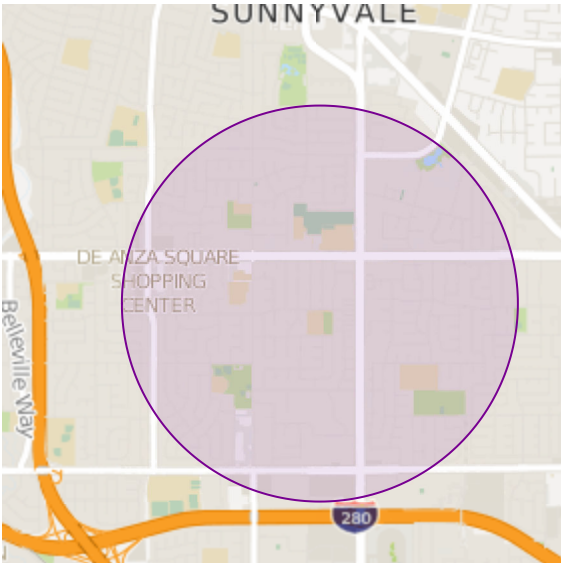 SUNNYVALE
DE ANZA SQUARE
SHOPPING
CENTER
Belleville Way
280